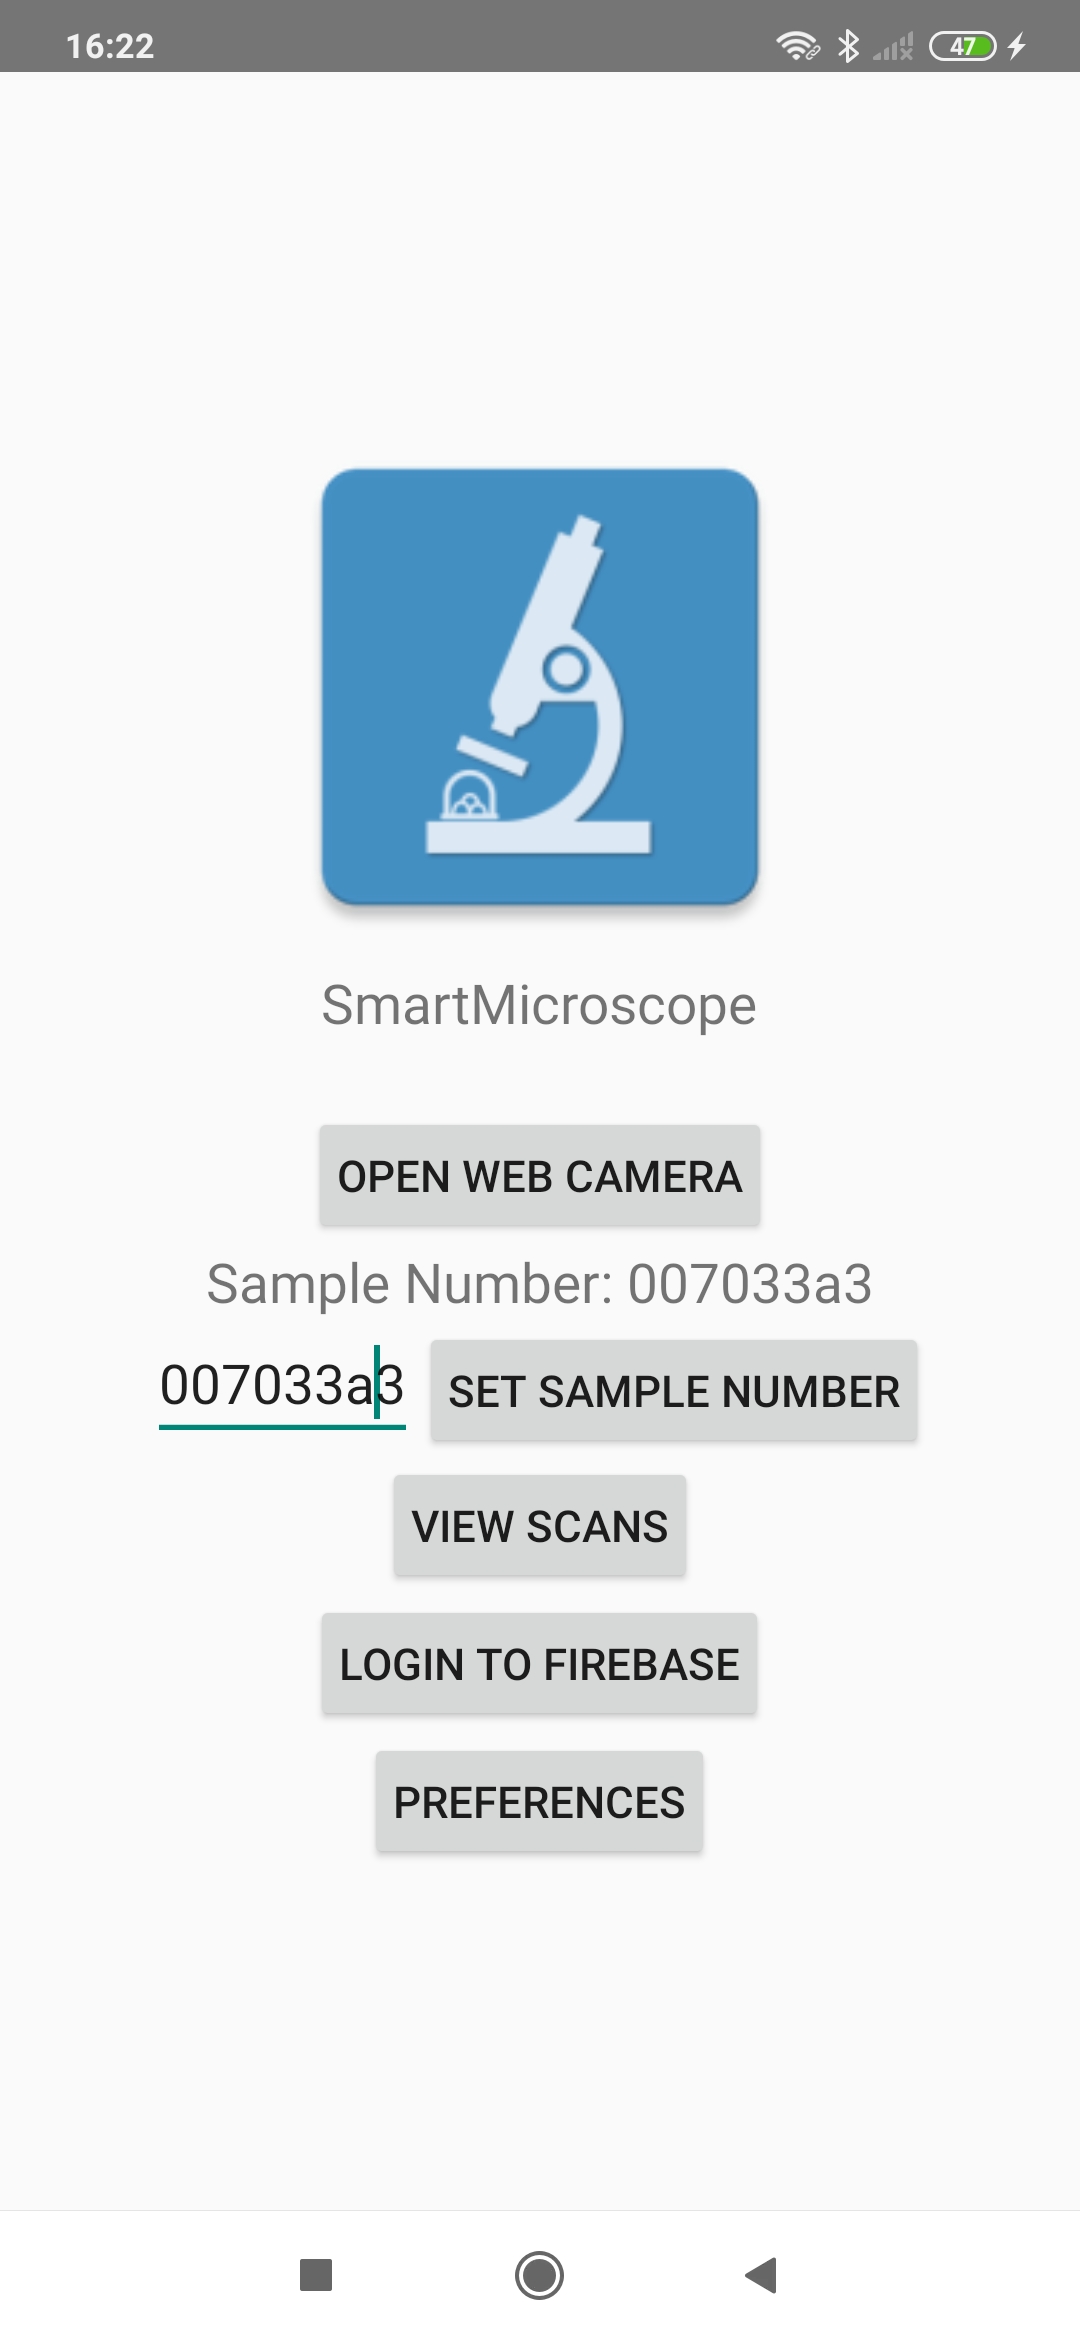 16:22
47
SmartMicroscope
OPEN WEB CAMERA
Sample Number: 007033a3
007033a3 SET SAMPLE NUMBER
VIEW SCANS
LOGIN TO FIREBASE
PREFERENCES